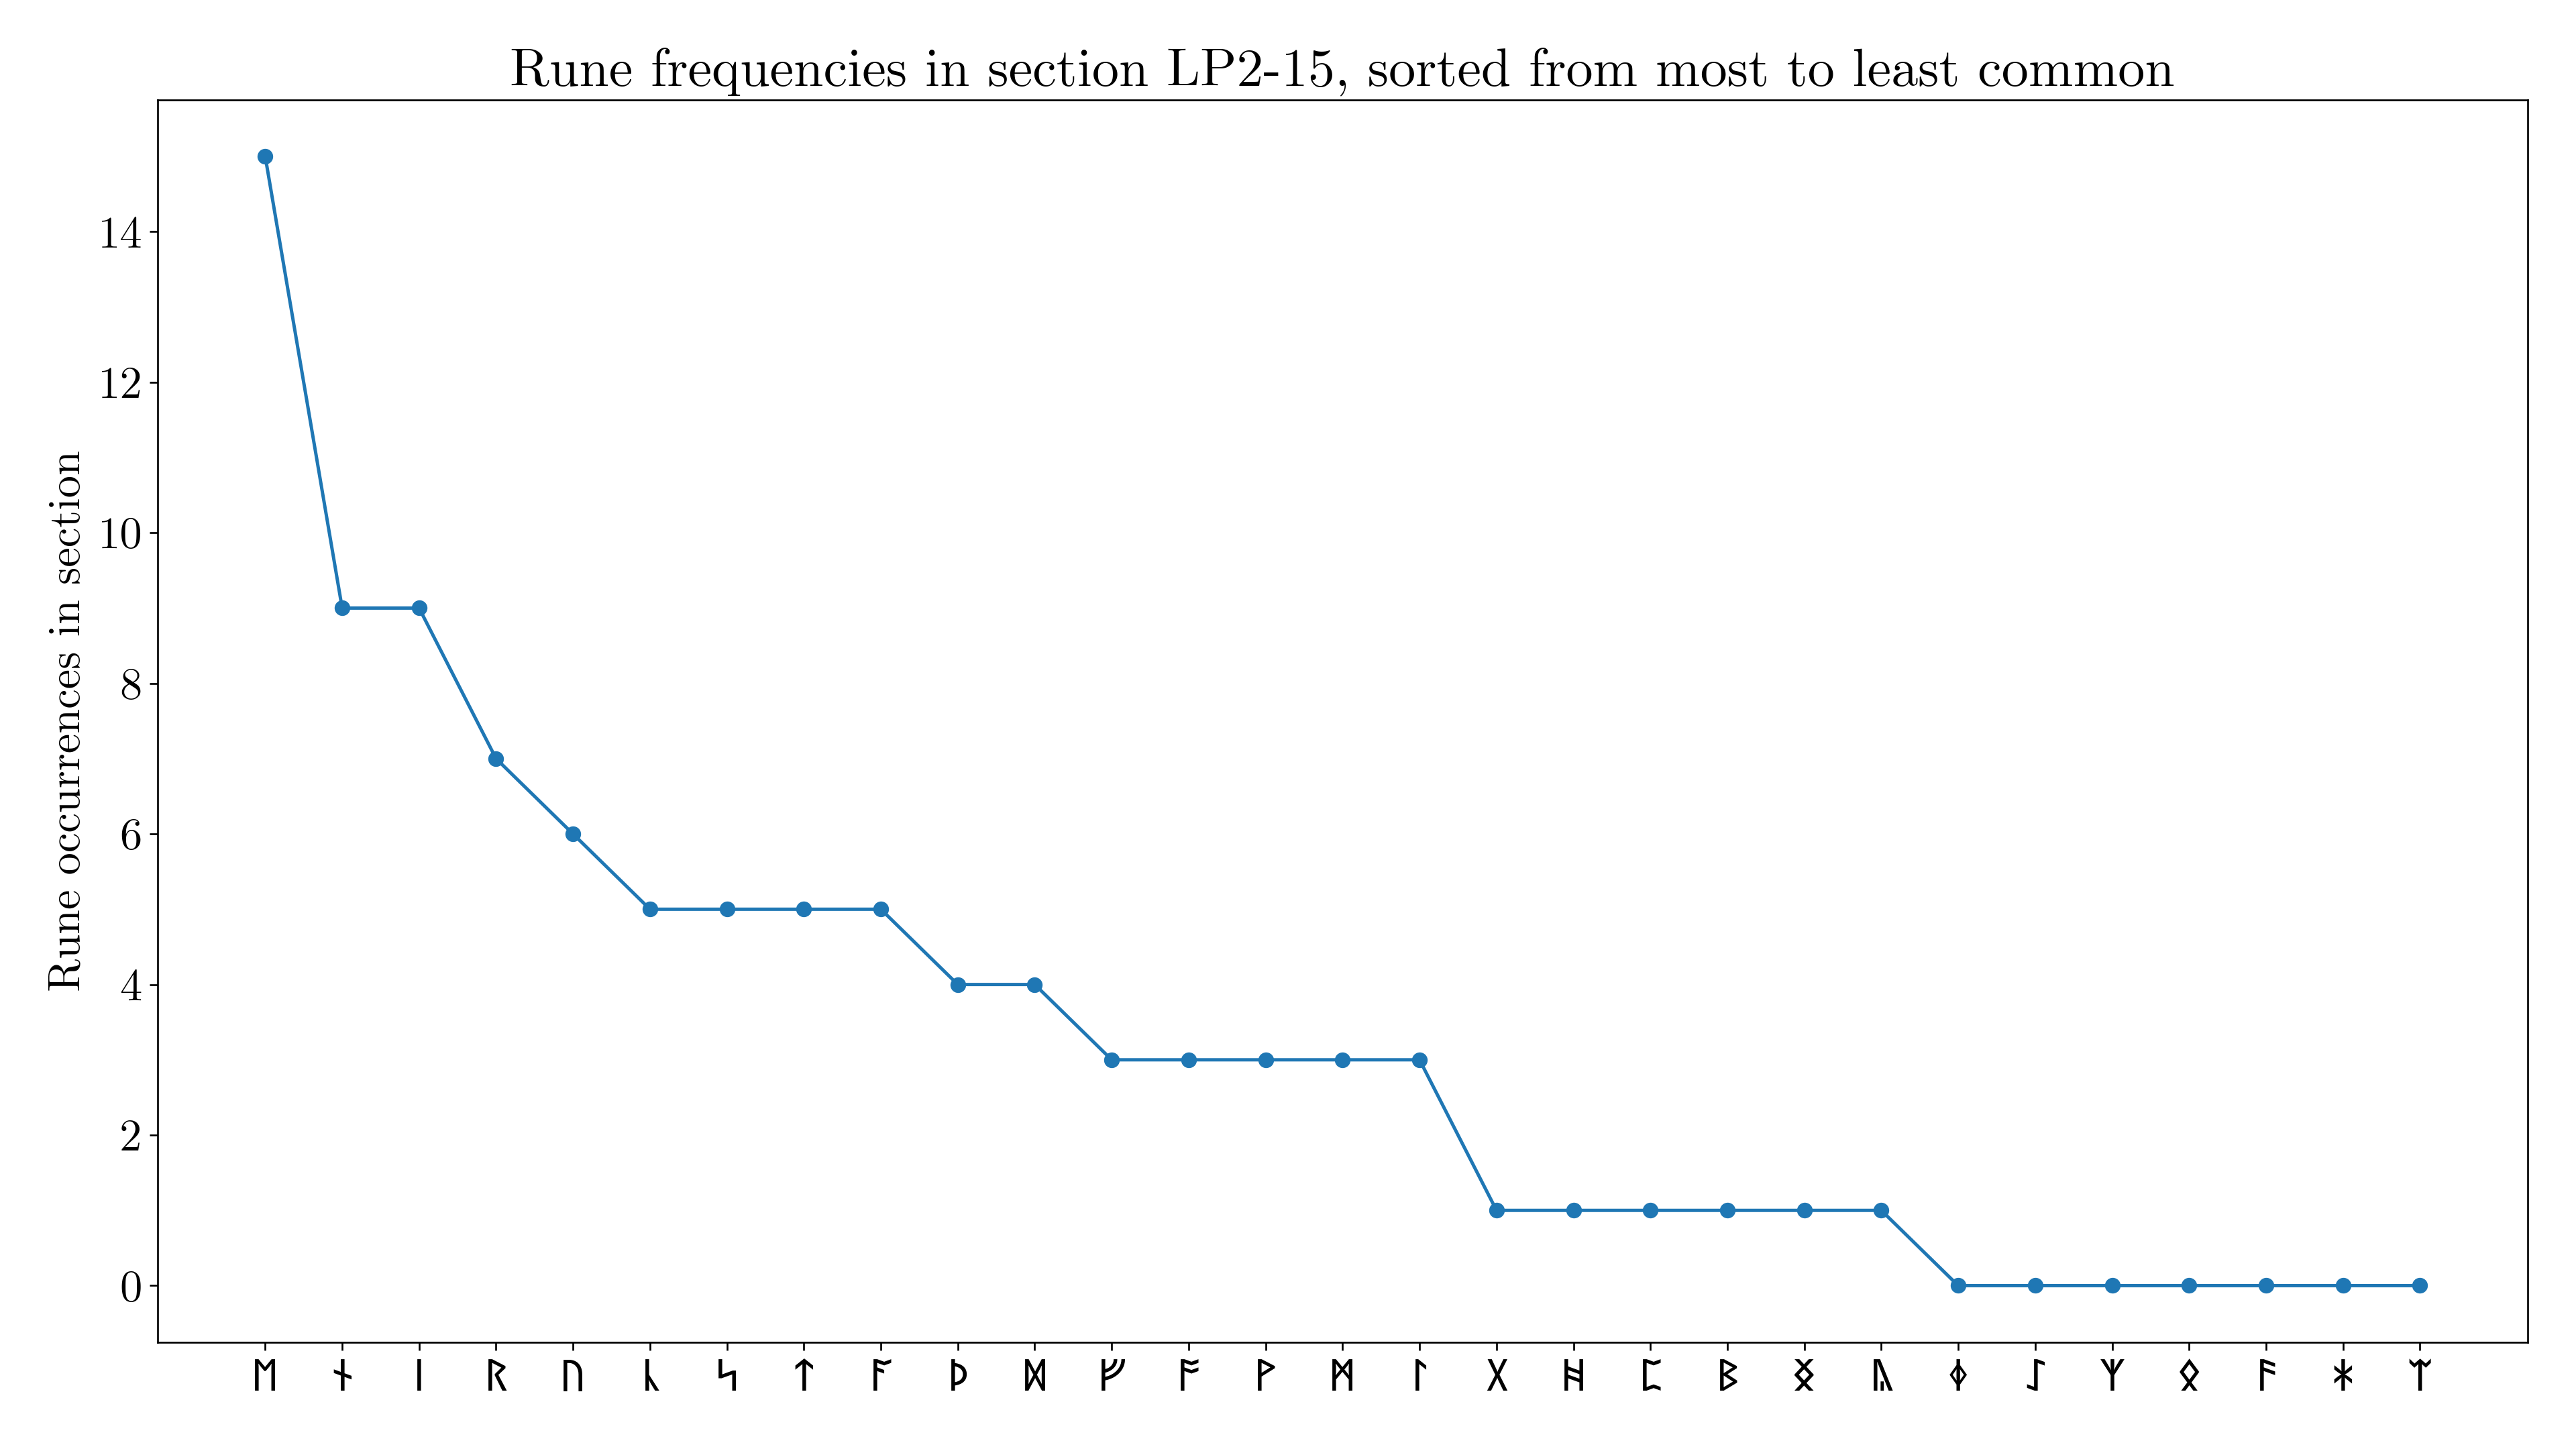 Rune frequencies in section LP2-15, sorted from most to least common
Rune occurrences in section
14
12
10
8
6
4
2
0
ᛖ ᚾ ᛁ ᚱ ᚢ ᚳ ᛋ ᛏ ᚪ ᚦ ᛞ ᚠ ᚩ ᚹ ᛗ ᛚ ᚷ ᚻ ᛈ ᛒ ᛝ ᚣ ᛄ ᛇ ᛉ ᛟ ᚫ ᛡ ᛠ